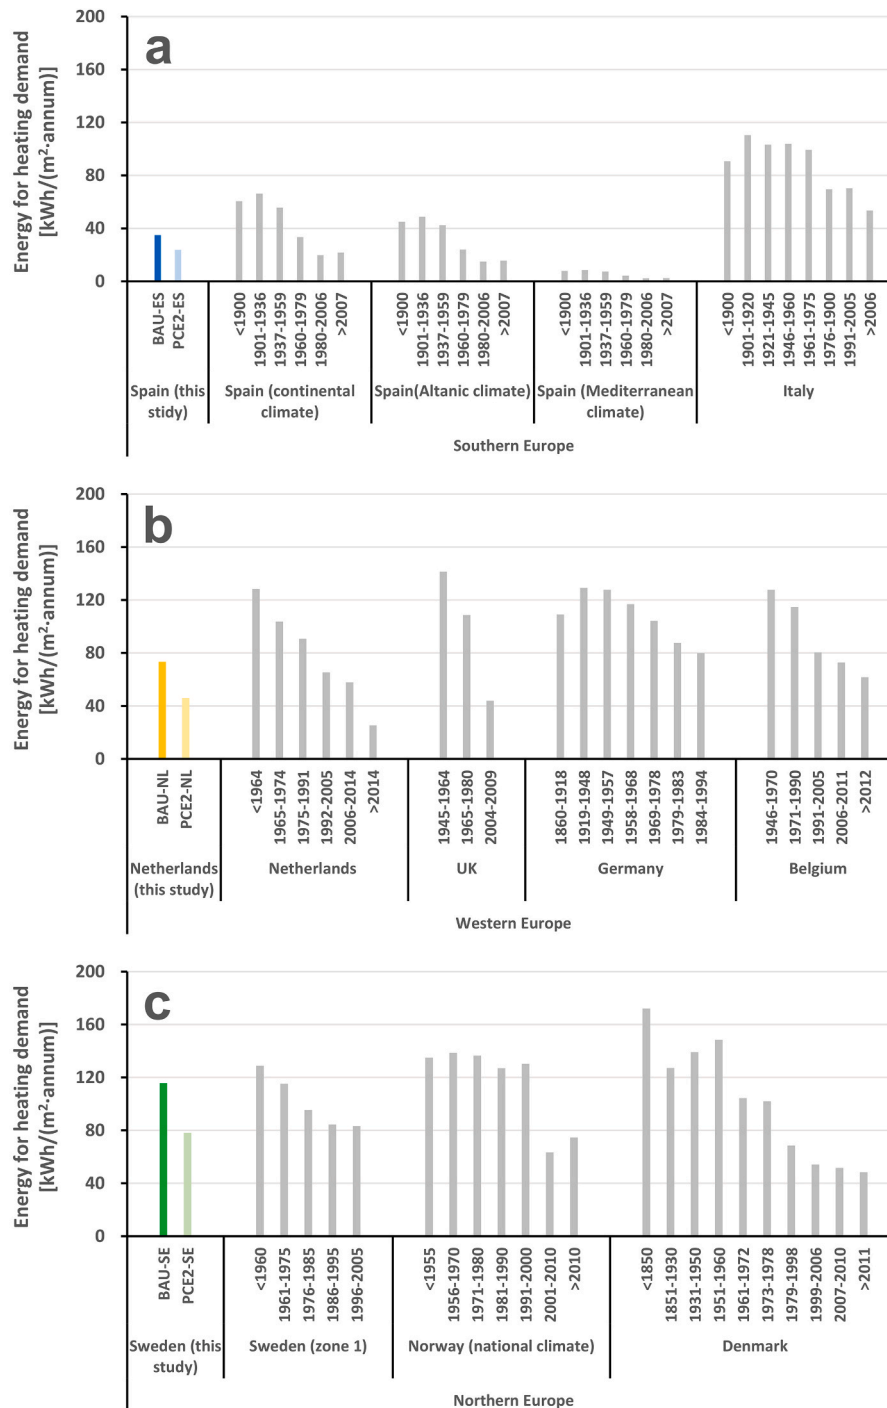 a
Energy for heating demand
[kWh/(m²·annum)]
200
160
120
80
40
0
BAU-ES
PCE2-ES
<1900
1901-1936
1937-1959
1960-1979
1980-2006
>2007
<1900
1901-1936
1937-1959
1960-1979
1980-2006
>2007
<1900
1901-1936
1937-1959
1960-1979
1980-2006
>2007
<1900
1901-1920
1921-1945
1946-1960
1961-1975
1976-1900
1991-2005
>2006
Spain (this
stidy)
Spain (continental
climate)
Spain(Altanic climate)
Spain (Mediterranean
climate)
Italy
Southern Europe
b
Energy for heating demand
[kWh/(m²·annum)]
200
160
120
80
40
0
BAU-NL
PCE2-NL
<1964
1965-1974
1975-1991
1992-2005
2006-2014
>2014
1945-1964
1965-1980
2004-2009
1860-1918
1919-1948
1949-1957
1958-1968
1969-1978
1979-1983
1984-1994
1946-1970
1971-1990
1991-2005
2006-2011
>2012
Netherlands
(this study)
Netherlands
UK
Germany
Belgium
Western Europe
c
Energy for heating demand
[kWh/(m²·annum)]
200
160
120
80
40
0
BAU-SE
PCE2-SE
<1960
1961-1975
1976-1985
1986-1995
1996-2005
<1955
1956-1970
1971-1980
1981-1990
1991-2000
2001-2010
>2010
<1850
1851-1930
1931-1950
1951-1960
1961-1972
1973-1978
1979-1998
1999-2006
2007-2010
>2011
Sweden (this
study)
Sweden (zone 1)
Norway (national climate)
Denmark
Northern Europe